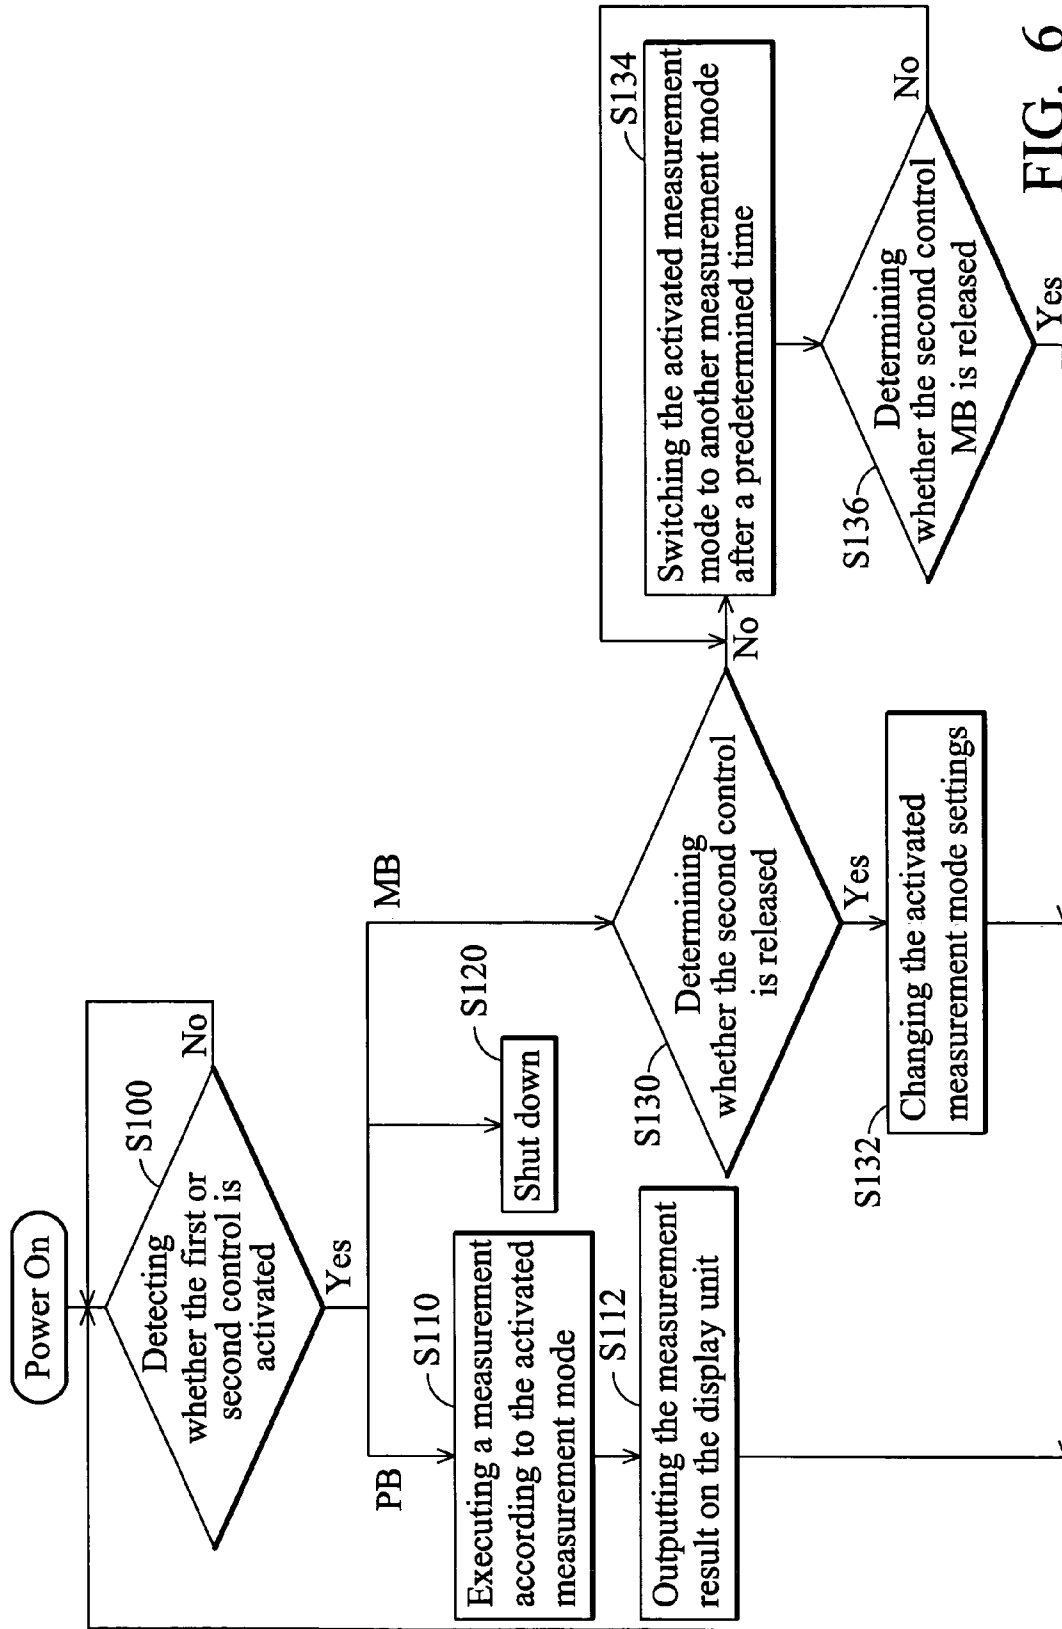 Power On
Detecting
whether the first or
second control is
activated
S100
No
Yes
PB
MB
Executing a measurement
according to the activated
measurement mode
S110
Shut down
S120
Outputting the measurement
result on the display unit
S112
Determining
whether the second control
is released
S130
No
Yes
Changing the activated
measurement mode settings
S132
Switching the activated measurement
mode to another measurement mode
after a predetermined time
S134
Determining
whether the second control
MB is released
S136
No
Yes
FIG. 6